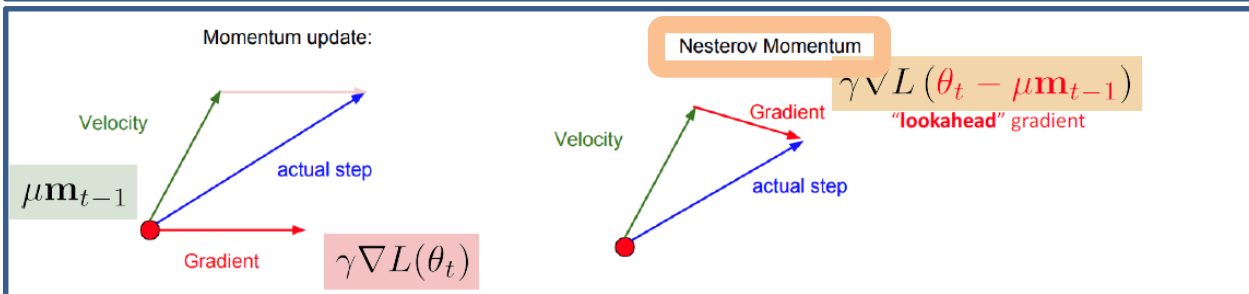 Momentum update:
Velocity
μm_{t−1}
actual step
Gradient
γ∇L(θ_t)
Nesterov Momentum
γ∇L (θ_t − μm_{t−1})
Gradient
“lookahead” gradient
Velocity
actual step